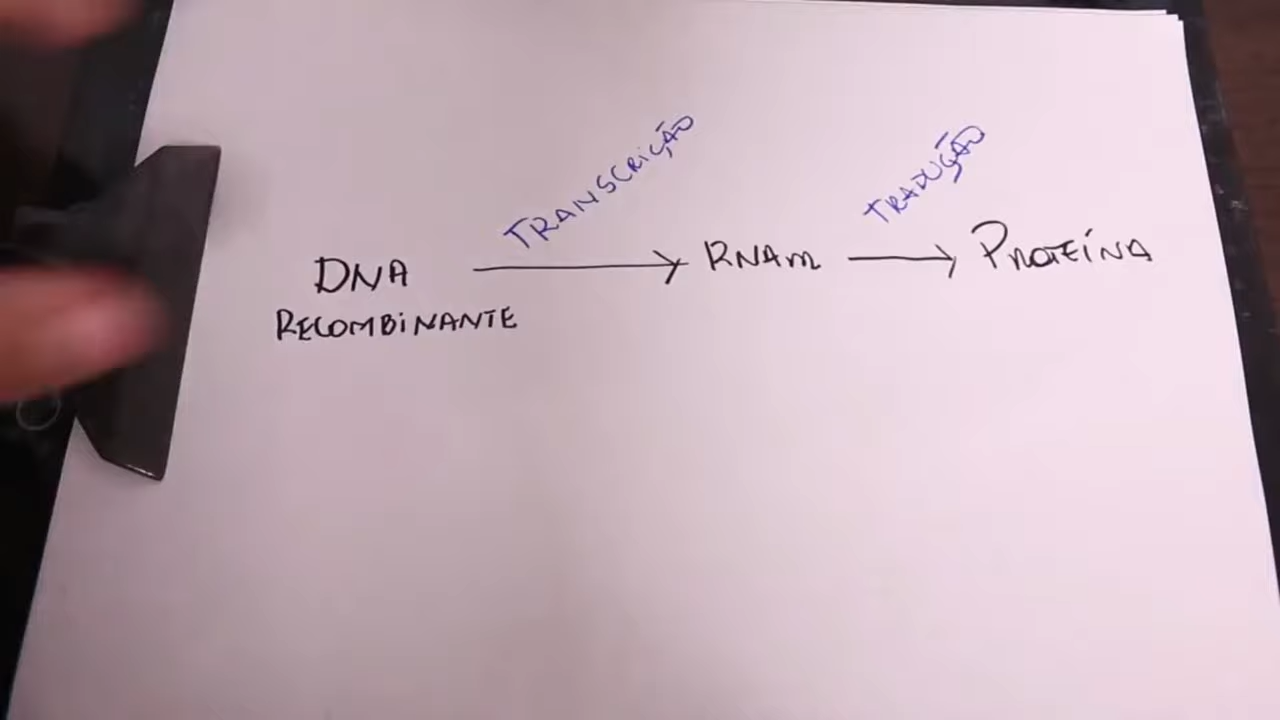 TRANSCRIÇÃO
TRADUÇÃO
DNA → RNAm → PROTEÍNA
RECOMBINANTE